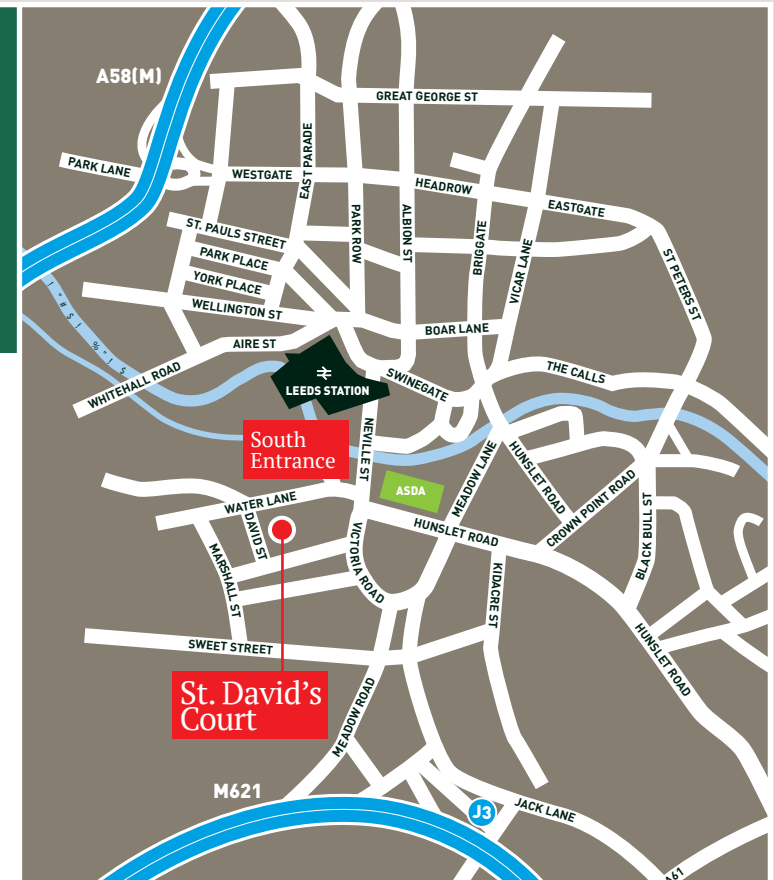 A58(M)
GREAT GEORGE ST
PARK LANE
WESTGATE
EAST PARADE
HEADROW
EASTGATE
ST. PAULS STREET
PARK ROW
ALBION ST
BRIGGATE
VICAR LANE
ST PETERS ST
PARK PLACE
YORK PLACE
WELLINGTON ST
BOAR LANE
AIRE ST
WHITEHALL ROAD
LEEDS STATION
SWINEGATE
THE CALLS
South
Entrance
NEVILLE ST
MEADOW LANE
HUNSLET ROAD
CROWN POINT ROAD
ASDA
WATER LANE
DAVID ST
HUNSLET ROAD
BLACK BULL ST
MARSHALL ST
VICTORIA ROAD
KIDACRE ST
SWEET STREET
HUNSLET ROAD
St. David's
Court
MEADOW ROAD
M621
J3
JACK LANE
A61